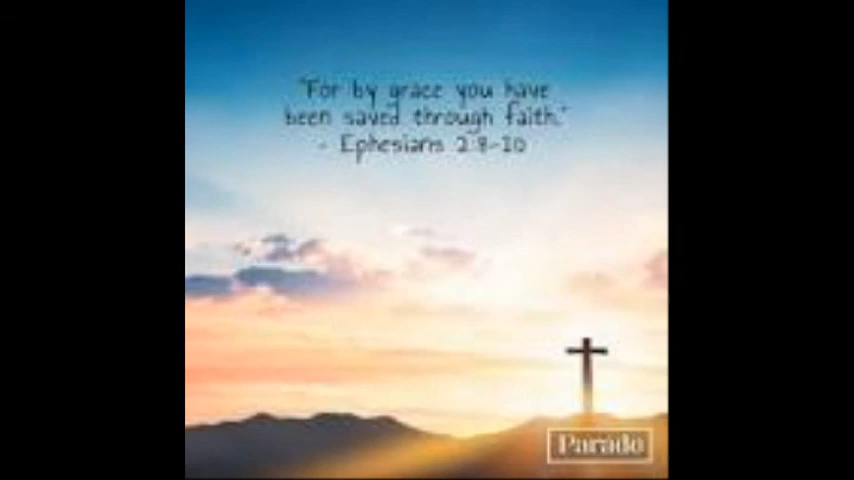 "For by grace you have
been saved through faith."
- Ephesians 2:8-10
Parade